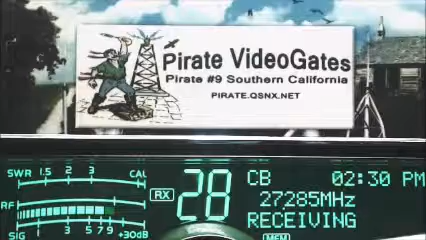 Pirate VideoGates
Pirate #9 Southern California
PIRATE.QSNX.NET
SWR 1.5 2 3 CAL
RX 28 CB 02:30 PM
27285MHz
RF
RECEIVING
SIG 1 3 5 7 9 +30dB
MEM